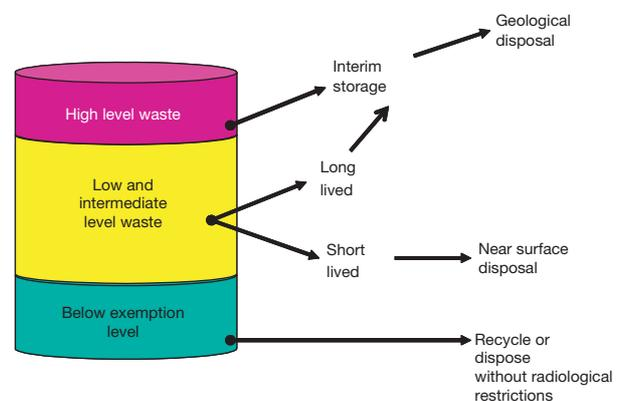 Geological
disposal
Interim
storage
High level waste
Long
lived
Low and
intermediate
level waste
Short
lived
Near surface
disposal
Below exemption
level
Recycle or
dispose
without radiological
restrictions